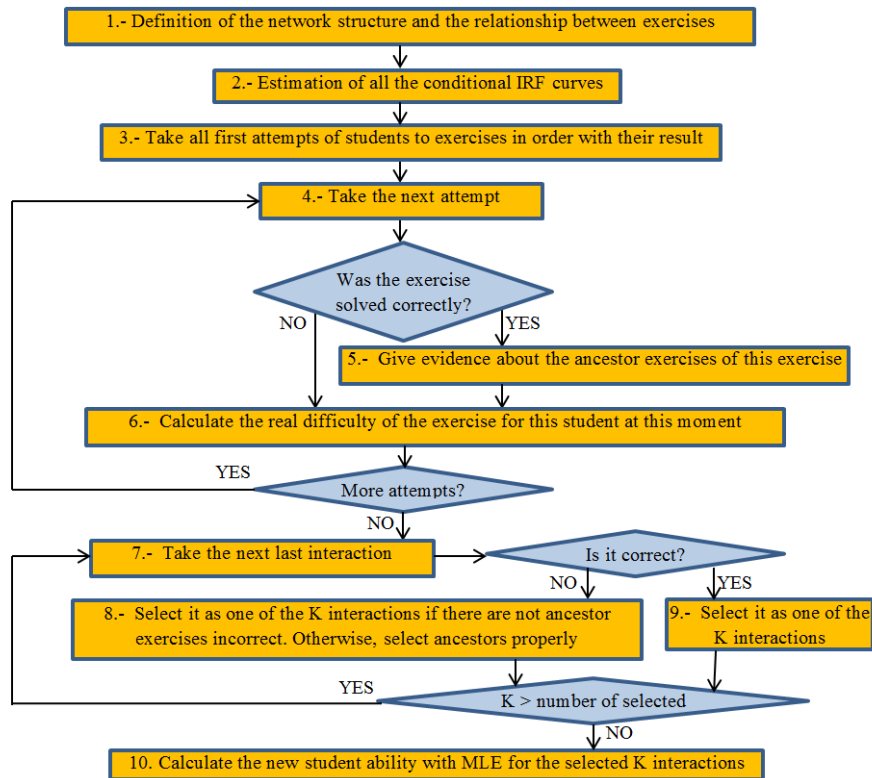 1.- Definition of the network structure and the relationship between exercises
2.- Estimation of all the conditional IRF curves
3.- Take all first attempts of students to exercises in order with their result
4.- Take the next attempt
Was the exercise
solved correctly?
NO
YES
5.- Give evidence about the ancestor exercises of this exercise
6.- Calculate the real difficulty of the exercise for this student at this moment
YES
More attempts?
NO
7.- Take the next last interaction
Is it correct?
NO
YES
8.- Select it as one of the K interactions if there are not ancestor
exercises incorrect. Otherwise, select ancestors properly
9.- Select it as one of the
K interactions
YES
K > number of selected
NO
10. Calculate the new student ability with MLE for the selected K interactions